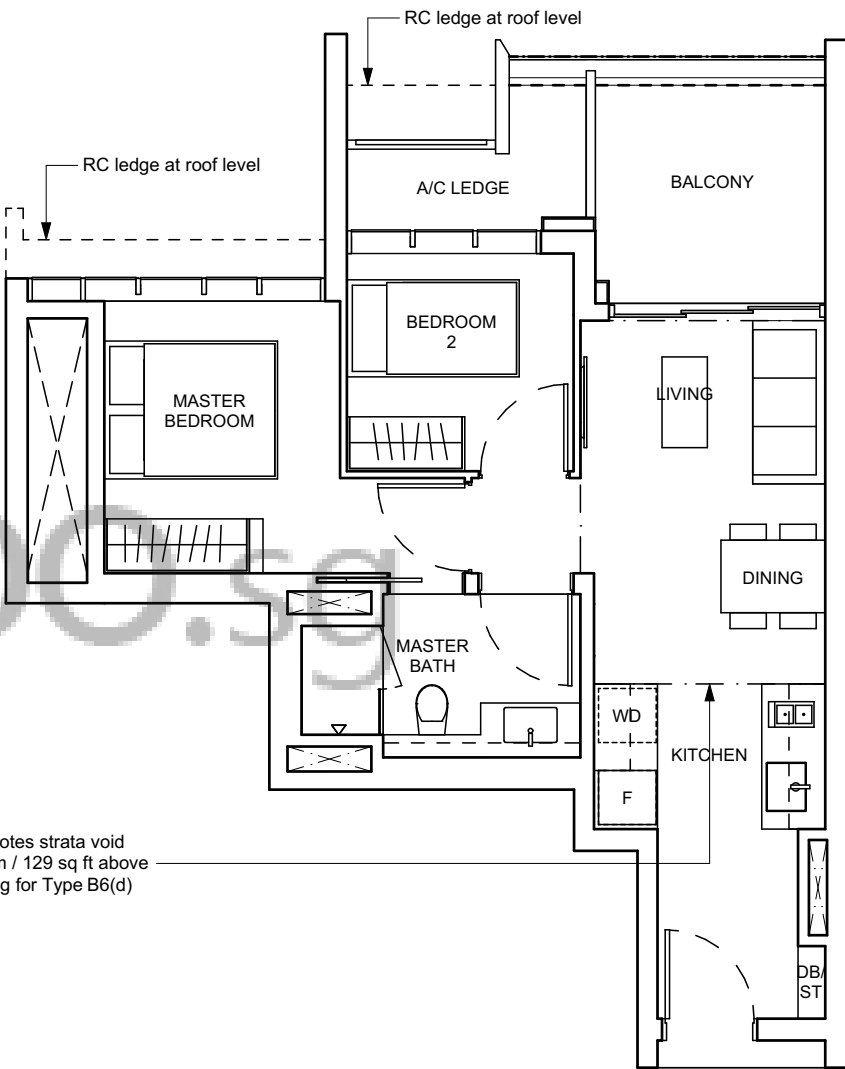 RC ledge at roof level
RC ledge at roof level
A/C LEDGE
BALCONY
BEDROOM
2
MASTER
BEDROOM
LIVING
DINING
MASTER
BATH
WD
KITCHEN
F
/ 129 sq ft above
for Type B6(d)
strata void
DB/
ST
.sg